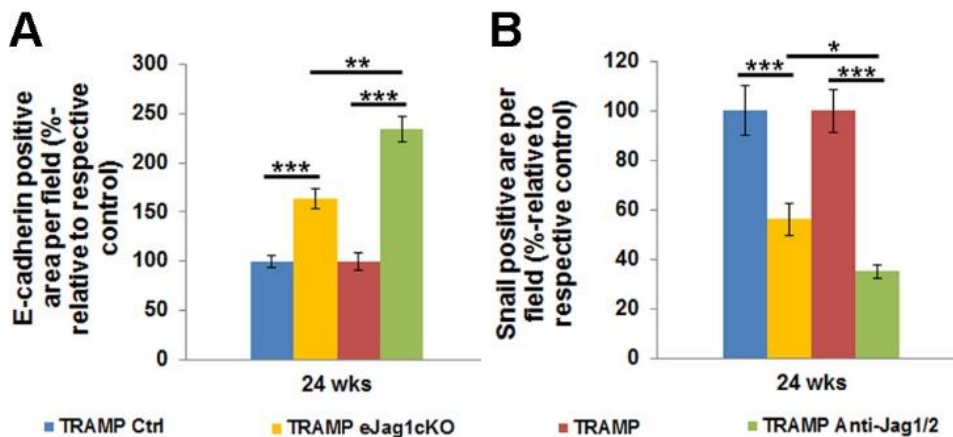 A
E-cadherin positive
area per field (%-
relative to respective
control)
300
250
200
150
100
50
0
***
**
***
24 wks
B
Snail positive are per
field (%-relative to
respective control)
120
100
80
60
40
20
0
***
*
***
24 wks
TRAMP Ctrl
TRAMP eJag1cKO
TRAMP
TRAMP Anti-Jag1/2